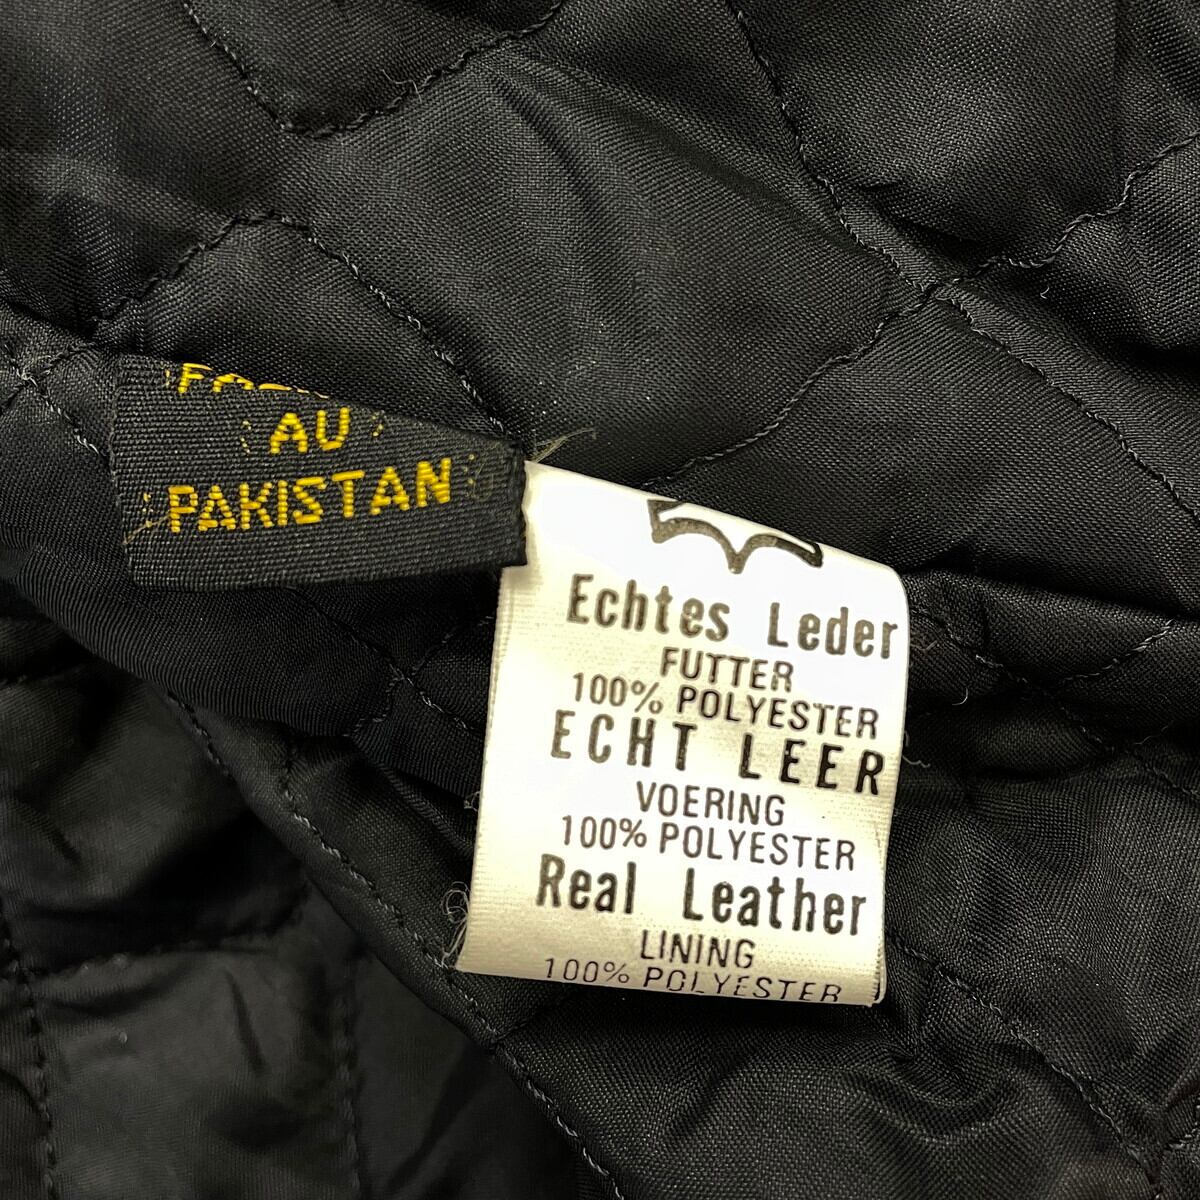 AU
PAKISTAN
Echtes Leder
FUTTER
100% POLYESTER
ECHT LEER
VOERING
100% POLYESTER
Real Leather
LINING
100% POLYESTER